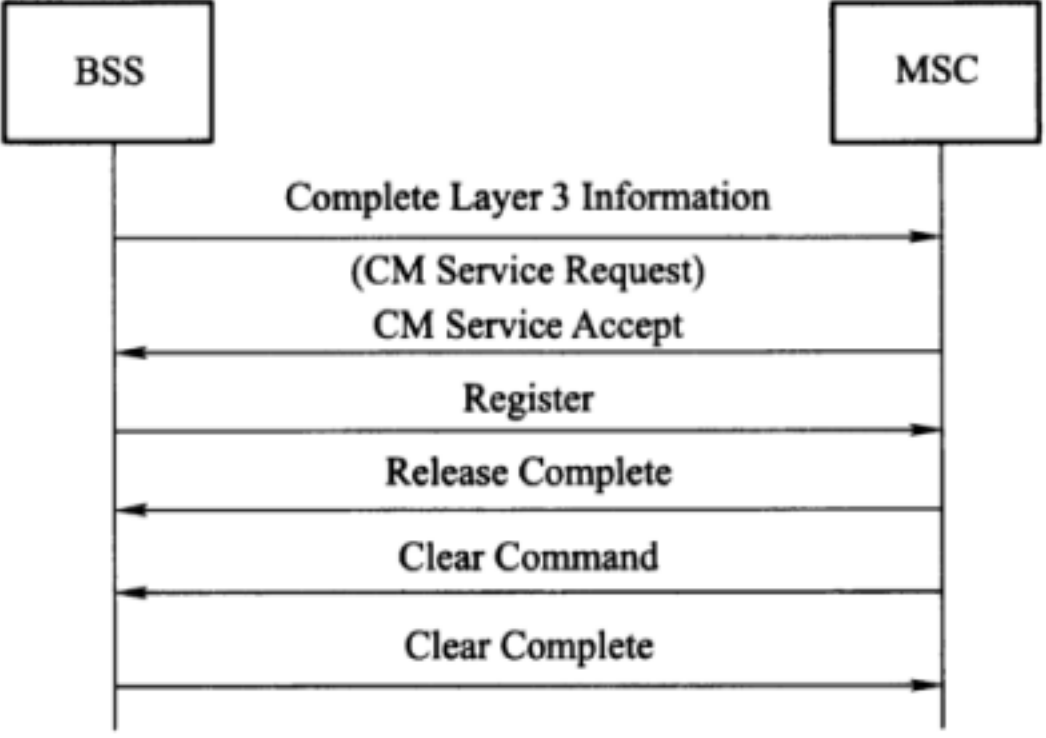 BSS
MSC
Complete Layer 3 Information
(CM Service Request)
CM Service Accept
Register
Release Complete
Clear Command
Clear Complete